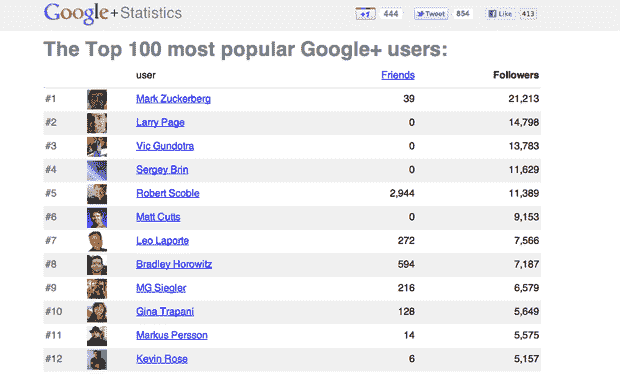 Google+ Statistics +1 444 Tweet 854 Like 413
The Top 100 most popular Google+ users:
user Friends Followers
#1 Mark Zuckerberg 39 21,213
#2 Larry Page 0 14,798
#3 Vic Gundotra 0 13,783
#4 Sergey Brin 0 11,629
#5 Robert Scoble 2,944 11,389
#6 Matt Cutts 0 9,153
#7 Leo Laporte 272 7,566
#8 Bradley Horowitz 594 7,187
#9 MG Siegler 216 6,579
#10 Gina Trapani 128 5,649
#11 Markus Persson 14 5,575
#12 Kevin Rose 6 5,157